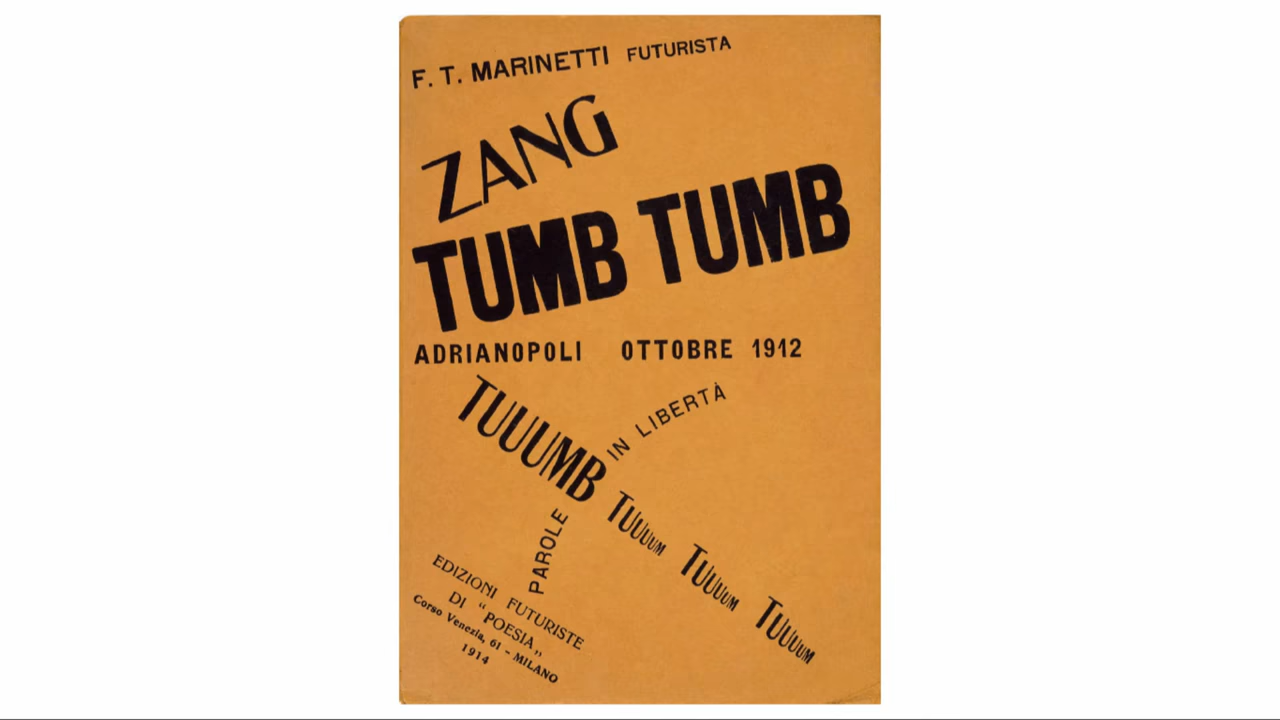 F. T. MARINETTI FUTURISTA
ZANG
TUMB TUMB
ADRIANOPOLI OTTOBRE 1912
TUUUMB
TUUUUM TUUUUM TUUUUM
PAROLE IN LIBERTÀ
EDIZIONI FUTURISTE
DI "POESIA„
Corso Venezia, 61 - MILANO
1914